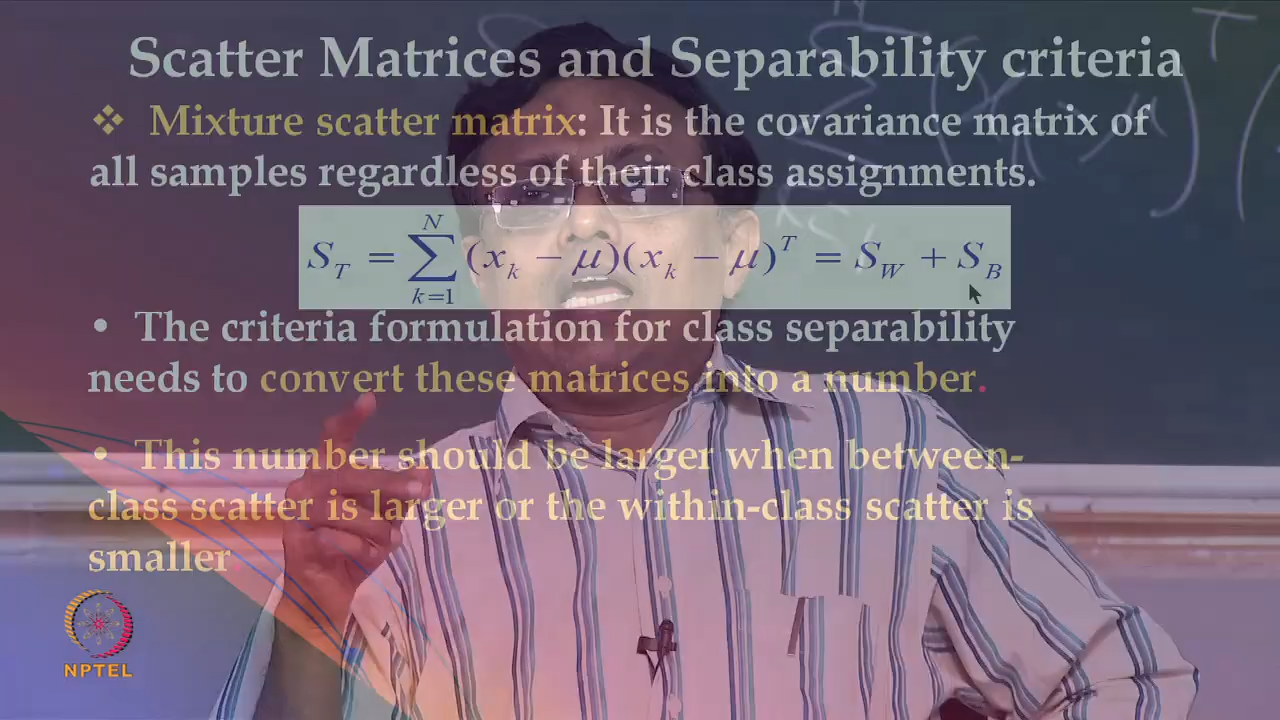 Scatter Matrices and Separability criteria
❖ Mixture scatter matrix: It is the covariance matrix of
all samples regardless of their class assignments.
S_T = \sum_{k=1}^{N} (x_k − μ)(x_k − μ)^T = S_W + S_B
• The criteria formulation for class separability
needs to convert these matrices into a number.
• This number should be larger when between-
class scatter is larger or the within-class scatter is
smaller.
NPTEL